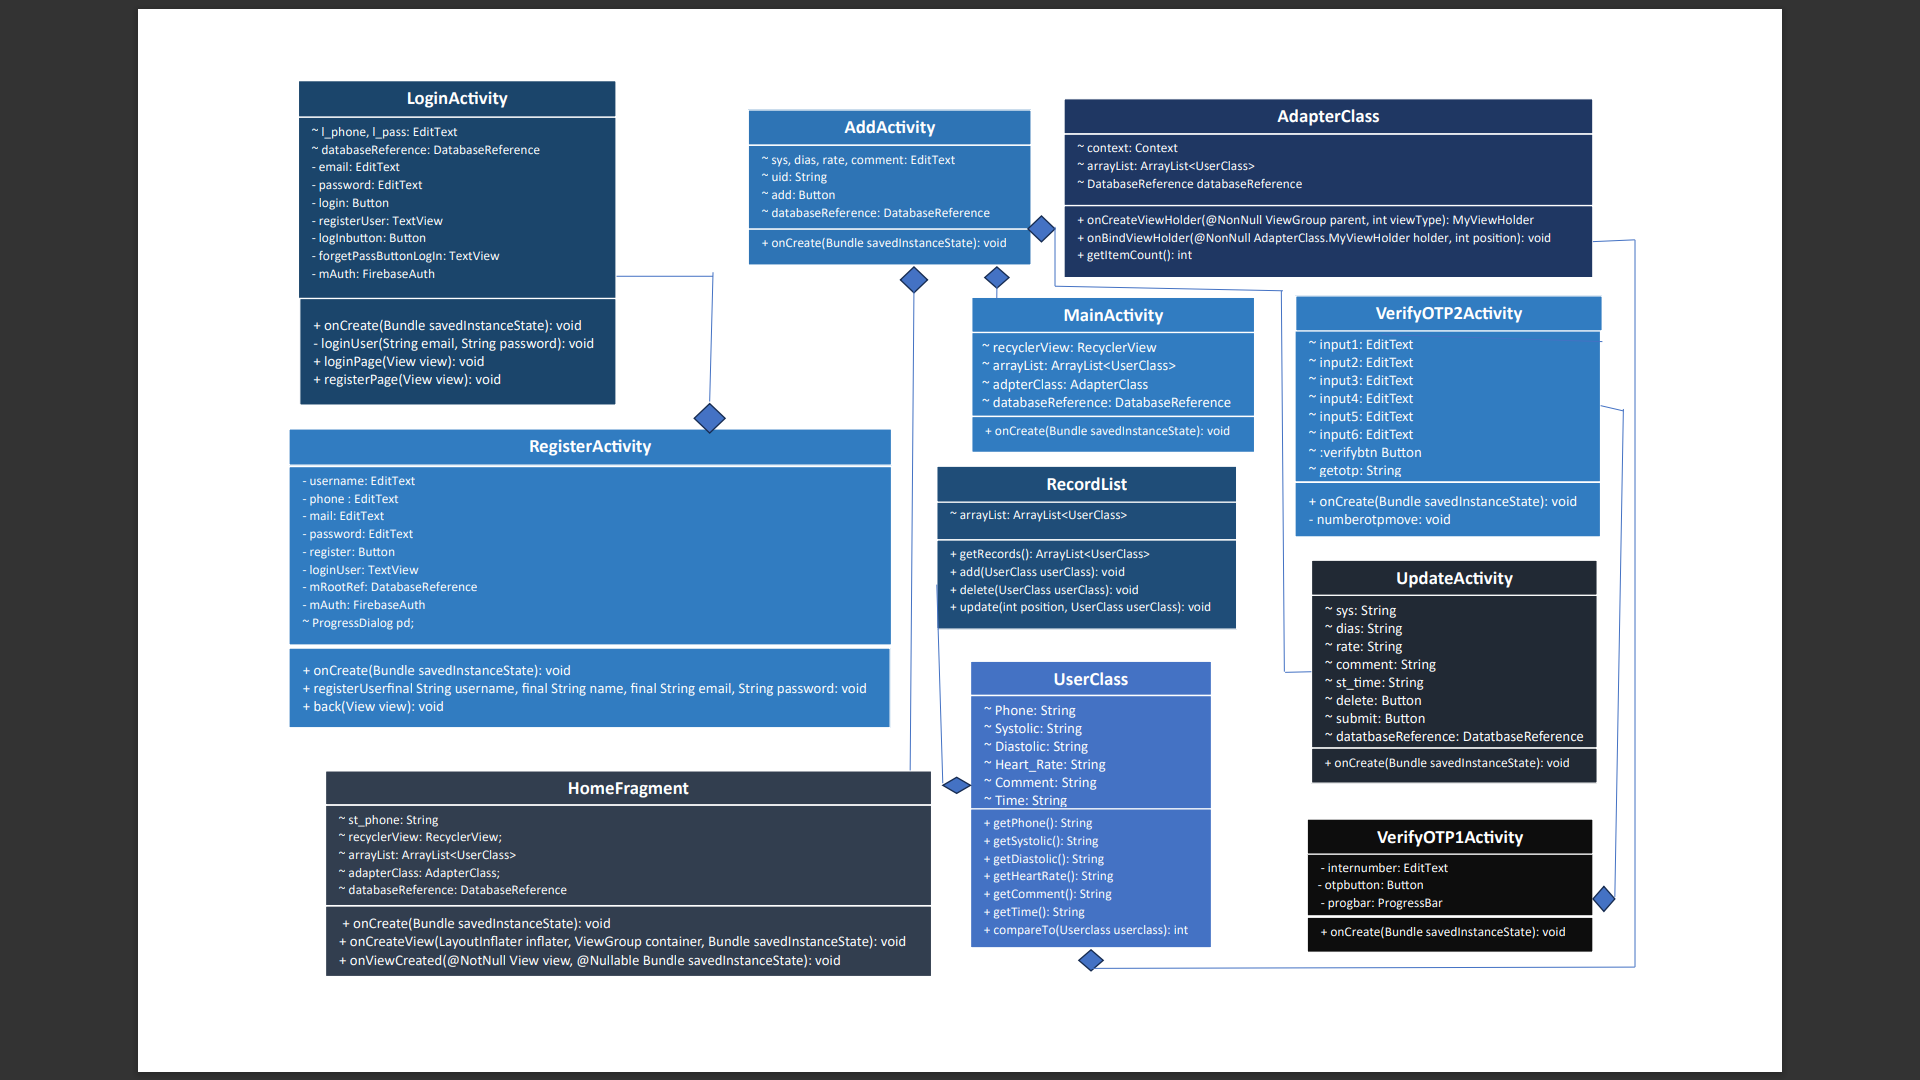 LoginActivity
~ l_phone, l_pass: EditText
~ databaseReference: DatabaseReference
- email: EditText
- password: EditText
- login: Button
- registerUser: TextView
- logInbutton: Button
- forgetPassButtonLogIn: TextView
- mAuth: FirebaseAuth
+ onCreate(Bundle savedInstanceState): void
- loginUser(String email, String password): void
+ loginPage(View view): void
+ registerPage(View view): void
AddActivity
~ sys, dias, rate, comment: EditText
~ uid: String
~ add: Button
~ databaseReference: DatabaseReference
+ onCreate(Bundle savedInstanceState): void
AdapterClass
~ context: Context
~ arrayList: ArrayList<UserClass>
~ DatabaseReference databaseReference
+ onCreateViewHolder(@NonNull ViewGroup parent, int viewType): MyViewHolder
+ onBindViewHolder(@NonNull AdapterClass.MyViewHolder holder, int position): void
+ getItemCount(): int
MainActivity
~ recyclerView: RecyclerView
~ arrayList: ArrayList<UserClass>
~ adpterClass: AdapterClass
~ databaseReference: DatabaseReference
+ onCreate(Bundle savedInstanceState): void
VerifyOTP2Activity
~ input1: EditText
~ input2: EditText
~ input3: EditText
~ input4: EditText
~ input5: EditText
~ input6: EditText
~ :verifybtn Button
~ getotp: String
+ onCreate(Bundle savedInstanceState): void
- numberotpmove: void
RegisterActivity
- username: EditText
- phone : EditText
- mail: EditText
- password: EditText
- register: Button
- loginUser: TextView
- mRootRef: DatabaseReference
- mAuth: FirebaseAuth
~ ProgressDialog pd;
+ onCreate(Bundle savedInstanceState): void
+ registerUserfinal String username, final String name, final String email, String password: void
+ back(View view): void
RecordList
~ arrayList: ArrayList<UserClass>
+ getRecords(): ArrayList<UserClass>
+ add(UserClass userClass): void
+ delete(UserClass userClass): void
+ update(int position, UserClass userClass): void
UpdateActivity
~ sys: String
~ dias: String
~ rate: String
~ comment: String
~ st_time: String
~ delete: Button
~ submit: Button
~ datatbaseReference: DatatbaseReference
+ onCreate(Bundle savedInstanceState): void
UserClass
~ Phone: String
~ Systolic: String
~ Diastolic: String
~ Heart_Rate: String
~ Comment: String
~ Time: String
+ getPhone(): String
+ getSystolic(): String
+ getDiastolic(): String
+ getHeartRate(): String
+ getComment(): String
+ getTime(): String
+ compareTo(Userclass userclass): int
HomeFragment
~ st_phone: String
~ recyclerView: RecyclerView;
~ arrayList: ArrayList<UserClass>
~ adapterClass: AdapterClass;
~ databaseReference: DatabaseReference
+ onCreate(Bundle savedInstanceState): void
+ onCreateView(LayoutInflater inflater, ViewGroup container, Bundle savedInstanceState): void
+ onViewCreated(@NotNull View view, @Nullable Bundle savedInstanceState): void
VerifyOTP1Activity
- internumber: EditText
- otpbutton: Button
- progbar: ProgressBar
+ onCreate(Bundle savedInstanceState): void